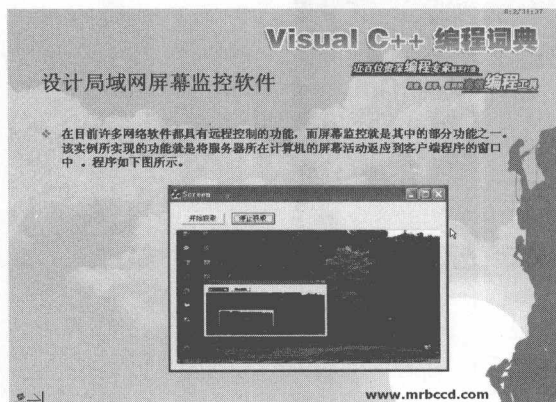 Visual C++ 编程词典
设计局域网屏幕监控软件
在目前许多网络软件都具有远程控制的功能，而屏幕监控就是其中的部分功能之一。
该实例所实现的功能就是将服务器所在计算机的屏幕活动返应到客户端程序的窗口
中 。程序如下图所示。
Screen
开始获取 停止获取
www.mrbccd.com